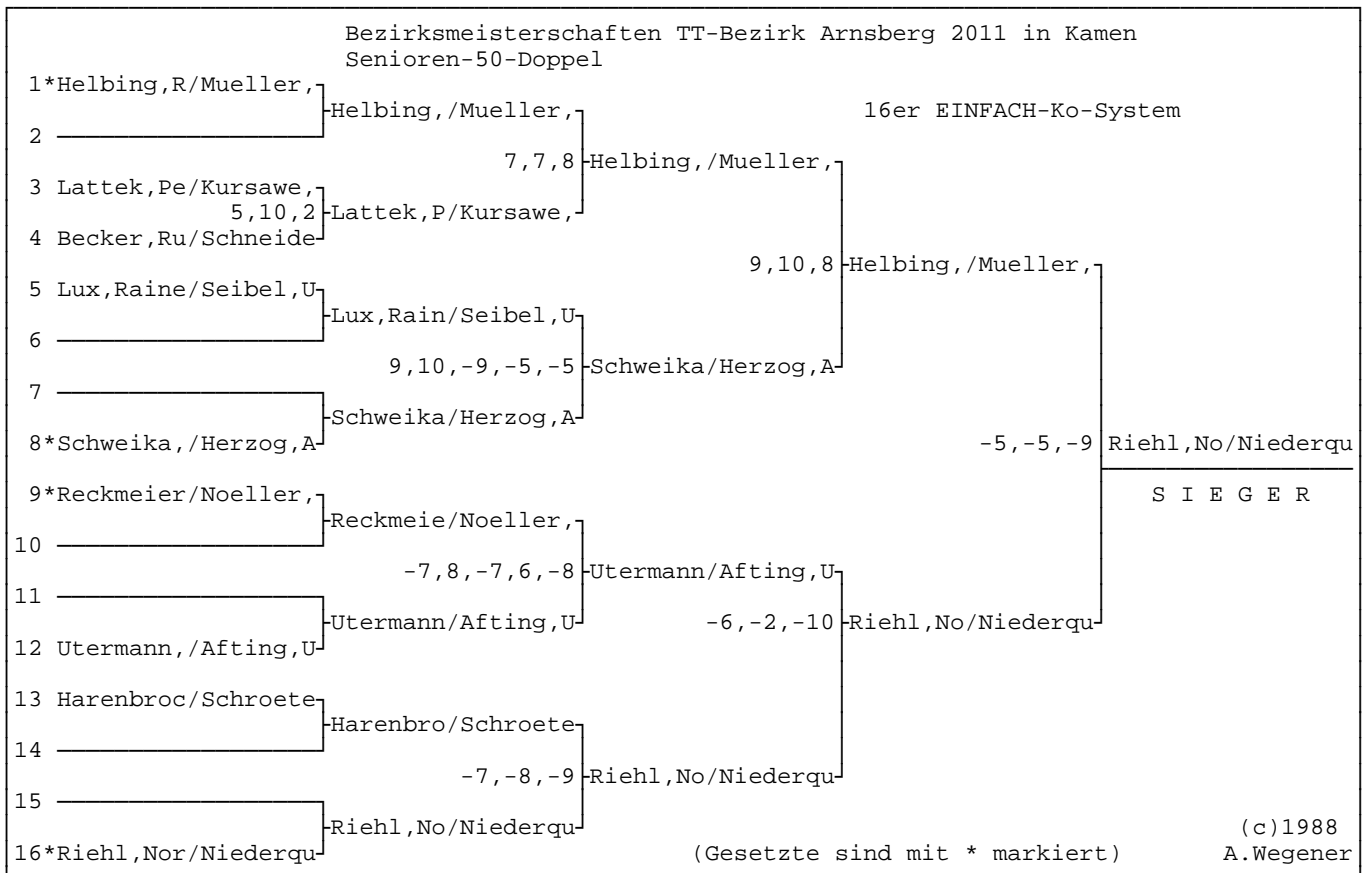 Bezirksmeisterschaften TT-Bezirk Arnsberg 2011 in Kamen
Senioren-50-Doppel
1*Helbing,R/Mueller,
Helbing,/Mueller, 16er EINFACH-Ko-System
2
7,7,8 Helbing,/Mueller,
3 Lattek,Pe/Kursawe,
5,10,2 Lattek,P/Kursawe,
4 Becker,Ru/Schneide
9,10,8 Helbing,/Mueller,
5 Lux,Raine/Seibel,U
Lux,Rain/Seibel,U
6
9,10,-9,-5,-5 Schweika/Herzog,A
7
Schweika/Herzog,A
8*Schweika,/Herzog,A -5,-5,-9 Riehl,No/Niederqu
9*Reckmeier/Noeller, S I E G E R
Reckmeie/Noeller,
10
-7,8,-7,6,-8 Utermann/Afting,U
11
Utermann/Afting,U -6,-2,-10 Riehl,No/Niederqu
12 Utermann,/Afting,U
13 Harenbroc/Schroete
Harenbro/Schroete
14
-7,-8,-9 Riehl,No/Niederqu
15
Riehl,No/Niederqu (c)1988
16*Riehl,Nor/Niederqu (Gesetzte sind mit * markiert) A.Wegener